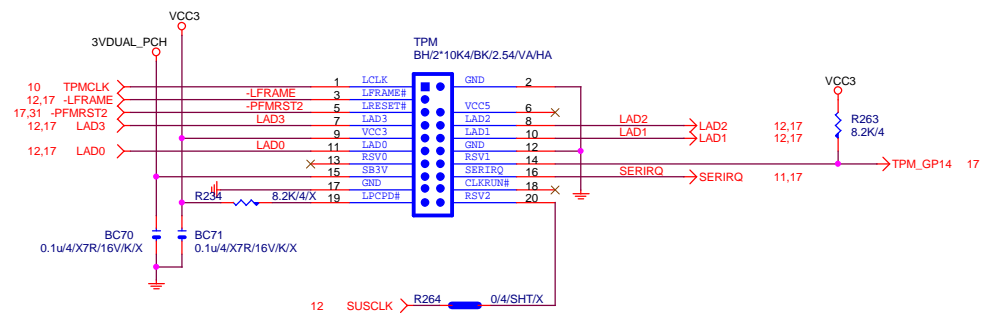 VCC3
3VDUAL_PCH
TPM
BH/2*10K4/BK/2.54/VA/HA
VCC3
10 TPMCLK 1 LCLK GND 2
12,17 -LFRAME -LFRAME 3 LFRAME#
17,31 -PFMRST2 -PFMRST2 5 LRESET# VCC5 6
12,17 LAD3 LAD3 7 LAD3 LAD2 8 LAD2 LAD2 12,17
9 VCC3 LAD1 10 LAD1 LAD1 12,17
R263
8.2K/4
12,17 LAD0 LAD0 11 LAD0 GND 12
13 RSV0 RSV1 14 TPM_GP14 17
15 SB3V SERIRQ 16 SERIRQ SERIRQ 11,17
17 GND CLKRUN# 18
R234 8.2K/4/X 19 LPCPD# RSV2 20
BC70
0.1u/4/X7R/16V/K/X
BC71
0.1u/4/X7R/16V/K/X
12 SUSCLK R264 0/4/SHT/X